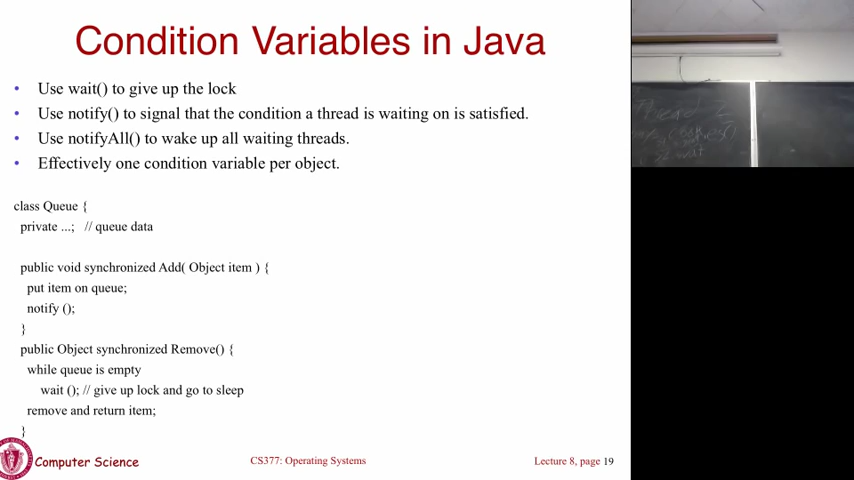 Condition Variables in Java
• Use wait() to give up the lock
• Use notify() to signal that the condition a thread is waiting on is satisfied.
• Use notifyAll() to wake up all waiting threads.
• Effectively one condition variable per object.
class Queue {
private ...; // queue data
public void synchronized Add( Object item ) {
put item on queue;
notify ();
}
public Object synchronized Remove() {
while queue is empty
wait (); // give up lock and go to sleep
remove and return item;
}
Computer Science
CS377: Operating Systems
Lecture 8, page 19